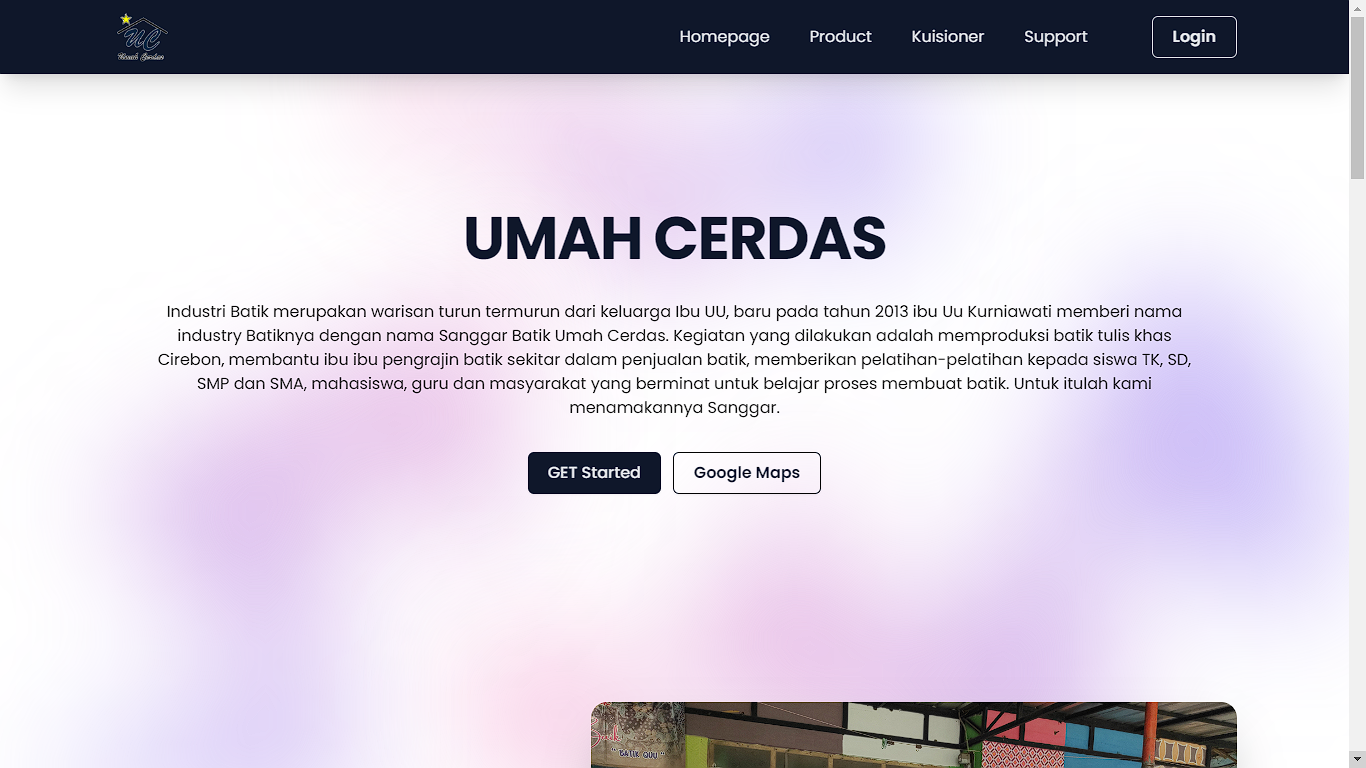 UC
Umah Cerdas
Homepage
Product
Kuisioner
Support
Login
UMAH CERDAS
Industri Batik merupakan warisan turun termurun dari keluarga Ibu UU, baru pada tahun 2013 ibu Uu Kurniawati memberi nama
industry Batiknya dengan nama Sanggar Batik Umah Cerdas. Kegiatan yang dilakukan adalah memproduksi batik tulis khas
Cirebon, membantu ibu ibu pengrajin batik sekitar dalam penjualan batik, memberikan pelatihan-pelatihan kepada siswa TK, SD,
SMP dan SMA, mahasiswa, guru dan masyarakat yang berminat untuk belajar proses membuat batik. Untuk itulah kami
menamakannya Sanggar.
GET Started
Google Maps
"BATIK QUU"